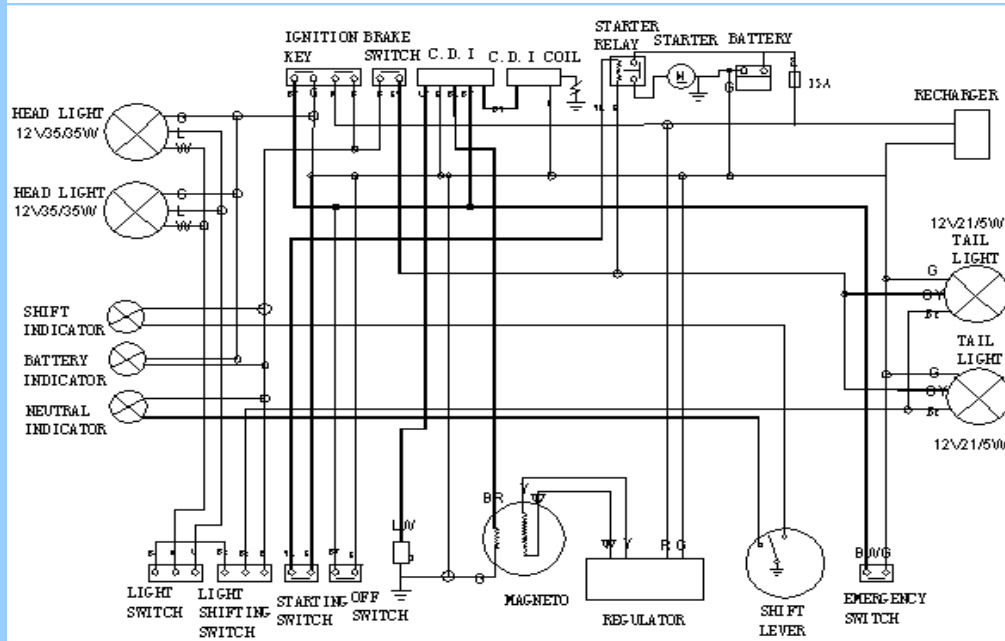 IGNITION BRAKE
KEY SWITCH
C.D.I
C.D.I COIL
STARTER
RELAY
STARTER
BATTERY
15A
RECHARGER
HEAD LIGHT
12V35/35W
G
L
W
HEAD LIGHT
12V35/35W
G
L
W
G
12V21/5W
TAIL
LIGHT
G
G Y
Br
SHIFT
INDICATOR
BATTERY
INDICATOR
NEUTRAL
INDICATOR
TAIL
LIGHT
G
G Y
Br
12V21/5W
BR
Y
W
L W
G
M
W
Y
R G
B W G
LIGHT
SWITCH
LIGHT
SHIFTING
SWITCH
STARTING
SWITCH
OFF
SWITCH
MAGNETO
REGULATOR
SHIFT
LEVER
EMERGENCY
SWITCH